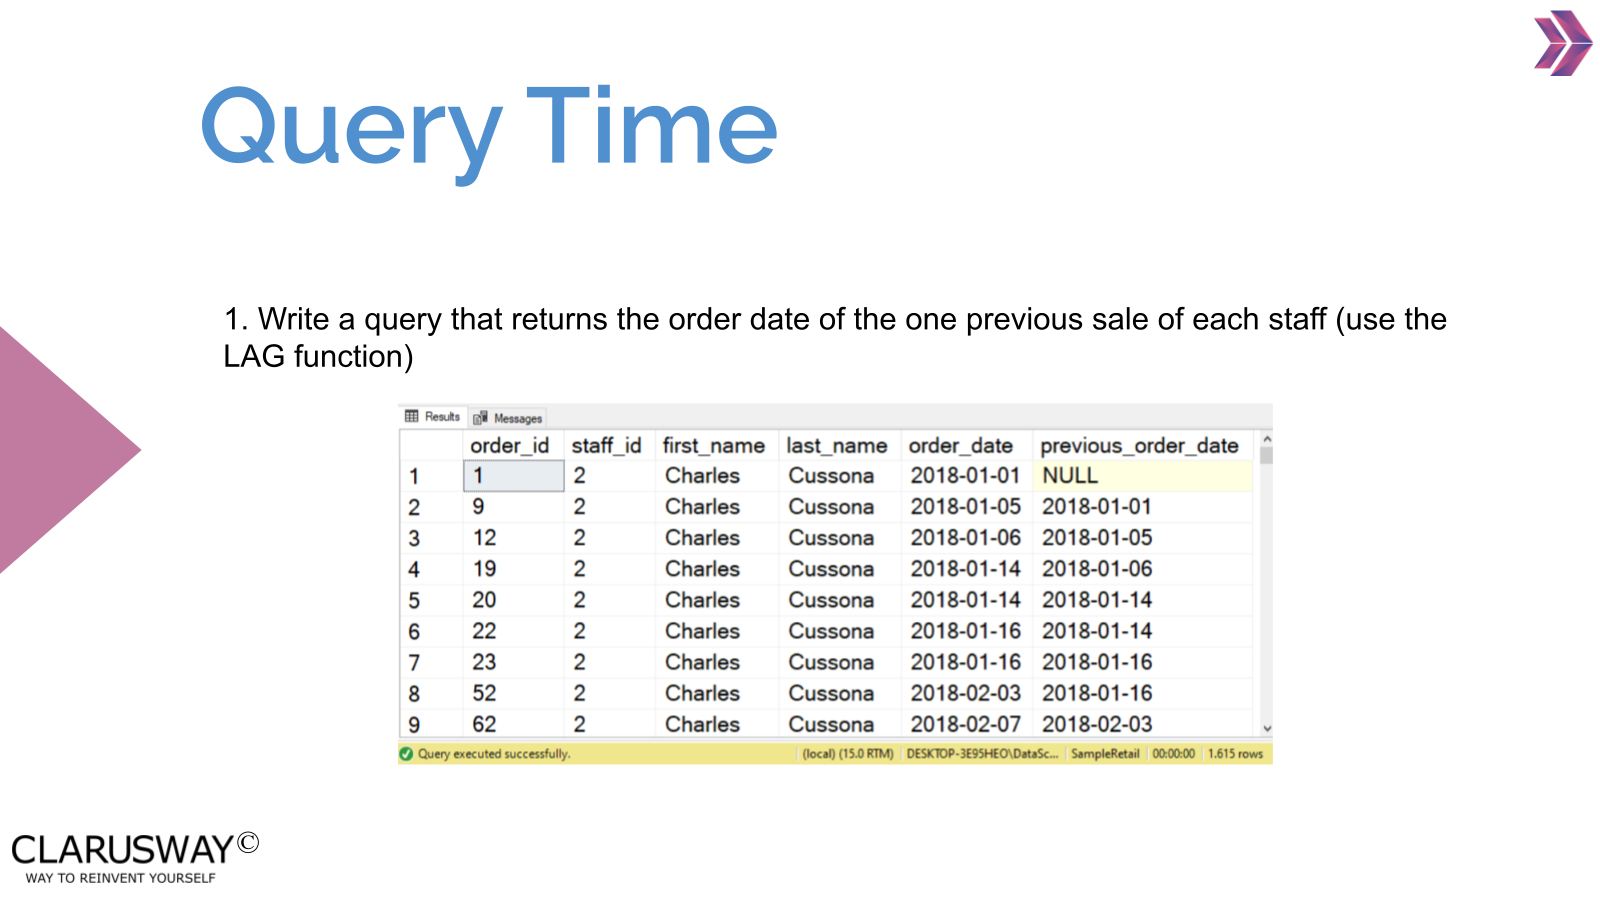 Query Time
1. Write a query that returns the order date of the one previous sale of each staff (use the
LAG function)
Results Messages
order_id staff_id first_name last_name order_date previous_order_date
1 1 2 Charles Cussona 2018-01-01 NULL
2 9 2 Charles Cussona 2018-01-05 2018-01-01
3 12 2 Charles Cussona 2018-01-06 2018-01-05
4 19 2 Charles Cussona 2018-01-14 2018-01-06
5 20 2 Charles Cussona 2018-01-14 2018-01-14
6 22 2 Charles Cussona 2018-01-16 2018-01-14
7 23 2 Charles Cussona 2018-01-16 2018-01-16
8 52 2 Charles Cussona 2018-02-03 2018-01-16
9 62 2 Charles Cussona 2018-02-07 2018-02-03
Query executed successfully. (local) (15.0 RTM) DESKTOP-3E95HEO\DataSc... SampleRetail 00:00:00 1.615 rows
CLARUSWAY©
WAY TO REINVENT YOURSELF